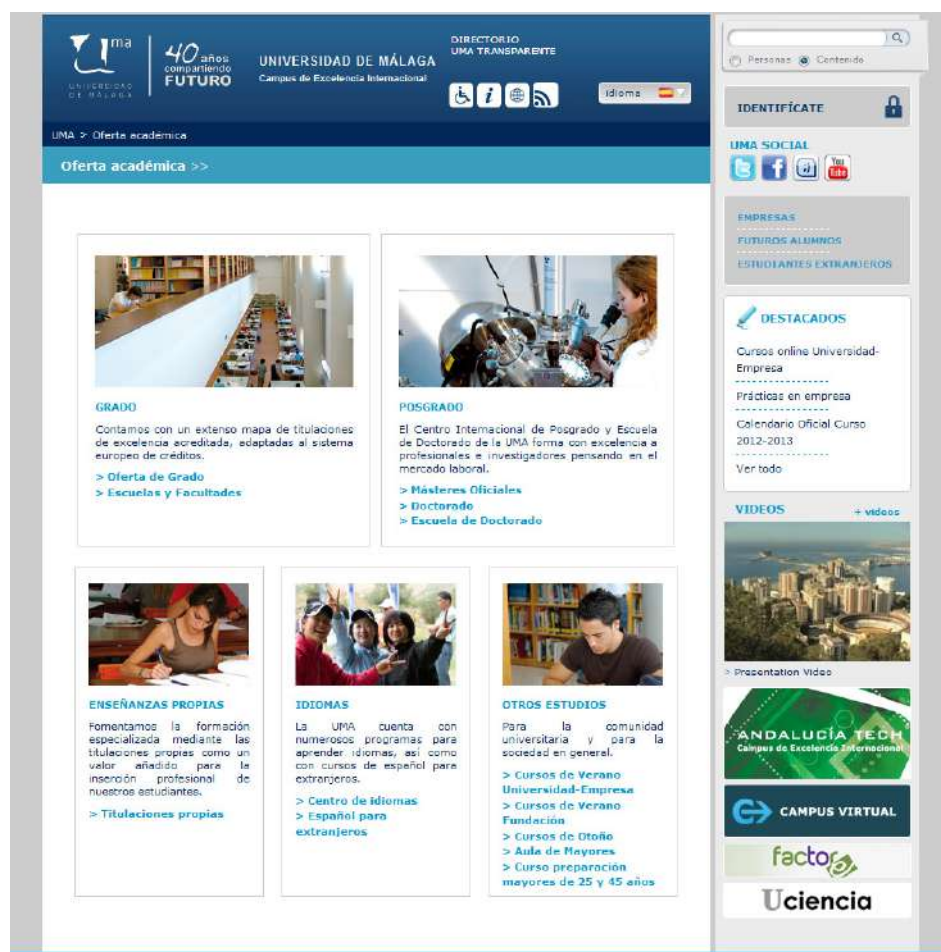 uma
UNIVERSIDAD
DE MÁLAGA
40 años
compartiendo
FUTURO
UNIVERSIDAD DE MÁLAGA
Campus de Excelencia Internacional
DIRECTORIO
UMA TRANSPARENTE
idioma
UMA > Oferta académica
Oferta académica >>
GRADO
Contamos con un extenso mapa de titulaciones
de excelencia acreditada, adaptadas al sistema
europeo de créditos.
> Oferta de Grado
> Escuelas y Facultades
POSGRADO
El Centro Internacional de Posgrado y Escuela
de Doctorado de la UMA forma con excelencia a
profesionales e investigadores pensando en el
mercado laboral.
> Másteres Oficiales
> Doctorado
> Escuela de Doctorado
ENSEÑANZAS PROPIAS
Fomentamos la formación
especializada mediante las
titulaciones propias como un
valor añadido para la
inserción profesional de
nuestros estudiantes.
> Titulaciones propias
IDIOMAS
La UMA cuenta con
numerosos programas para
aprender idiomas, así como
con cursos de español para
extranjeros.
> Centro de idiomas
> Español para
extranjeros
OTROS ESTUDIOS
Para la comunidad
universitaria y para la
sociedad en general.
> Cursos de Verano
Universidad-Empresa
> Cursos de Verano
Fundación
> Cursos de Otoño
> Aula de Mayores
> Curso preparación
mayores de 25 y 45 años
Personas Contenido
IDENTIFÍCATE
UMA SOCIAL
You
Tube
EMPRESAS
FUTUROS ALUMNOS
ESTUDIANTES EXTRANJEROS
DESTACADOS
Cursos online Universidad-
Empresa
Prácticas en empresa
Calendario Oficial Curso
2012-2013
Ver todo
VIDEOS
+ videos
> Presentation Video
ANDALUCÍA TECH
Campus de Excelencia Internacional
CAMPUS VIRTUAL
factor
Uciencia